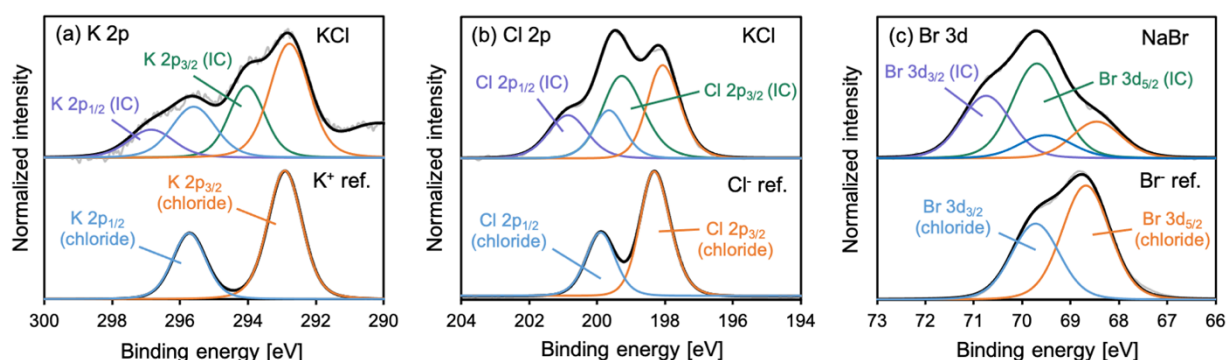 (a) K 2p
KCl
K 2p3/2 (IC)
K 2p1/2 (IC)
K+ ref.
K 2p3/2
(chloride)
K 2p1/2
(chloride)
Normalized intensity
300 298 296 294 292 290
Binding energy [eV]
(b) Cl 2p
KCl
Cl 2p1/2 (IC)
Cl 2p3/2 (IC)
Cl- ref.
Cl 2p1/2
(chloride)
Cl 2p3/2
(chloride)
Normalized intensity
204 202 200 198 196 194
Binding energy [eV]
(c) Br 3d
NaBr
Br 3d3/2 (IC)
Br 3d5/2 (IC)
Br- ref.
Br 3d3/2
(chloride)
Br 3d5/2
(chloride)
Normalized intensity
73 72 71 70 69 68 67 66
Binding energy [eV]